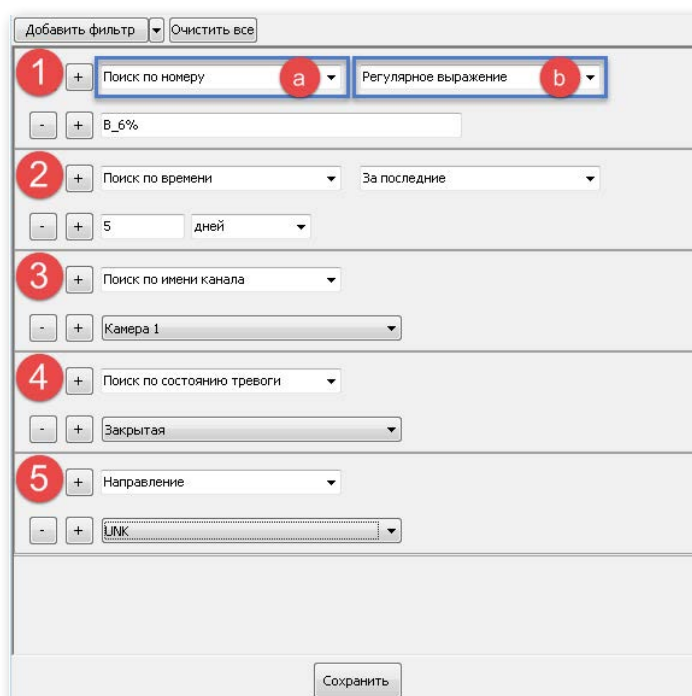 Добавить фильтр Очистить все
1 + Поиск по номеру a Регулярное выражение b
- + B_6%
2 + Поиск по времени За последние
- + 5 дней
3 + Поиск по имени канала
- + Камера 1
4 + Поиск по состоянию тревоги
- + Закрытая
5 + Направление
- + UNK
Сохранить